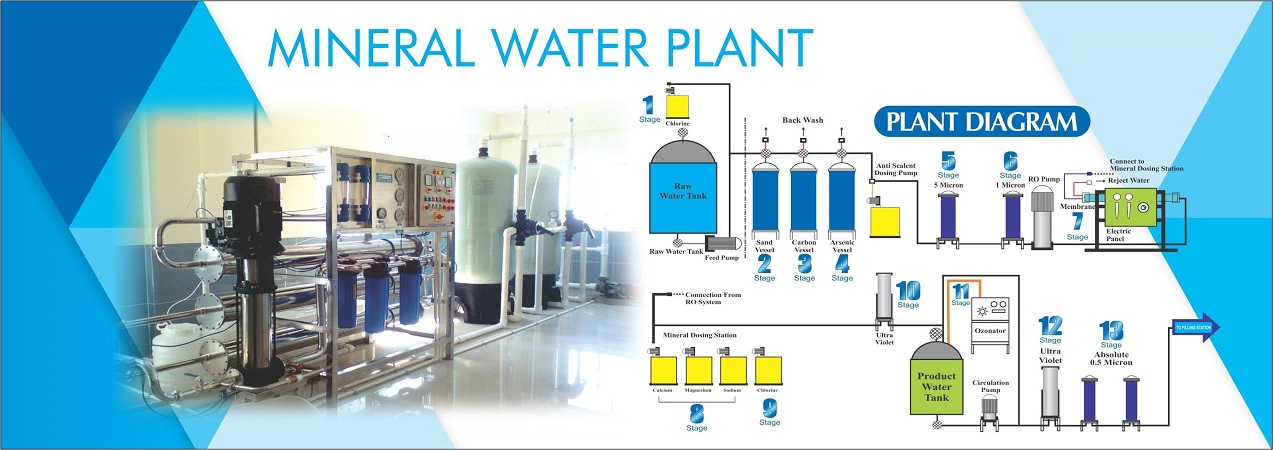 MINERAL WATER PLANT
1
Stage
Chlorine
Back Wash
PLANT DIAGRAM
Raw
Water Tank
Raw Water Tank
Feed Pump
Sand
Vessel
2
Stage
Carbon
Vessel
3
Stage
Arsenic
Vessel
4
Stage
Anti Scalent
Dosing Pump
5
Stage
5 Micron
6
Stage
1 Micron
RO Pump
Connect to
Mineral Dosing Station
Reject Water
Membrane
7
Stage
Electric
Panel
Connection From
RO System
Mineral Dosing Station
Calcium
Magnesium
Sodium
Chlorine
8
Stage
9
Stage
10
Stage
Ultra
Violet
11
Stage
Ozonator
Product
Water
Tank
Circulation
Pump
12
Stage
Ultra
Violet
13
Stage
Absolute
0.5 Micron
TO FILLING STATION